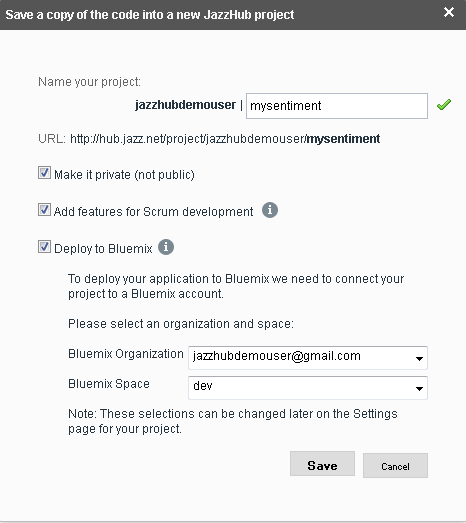 Save a copy of the code into a new JazzHub project
Name your project:
jazzhubdemouser | mysentiment
URL: http://hub.jazz.net/project/jazzhubdemouser/mysentiment
Make it private (not public)
Add features for Scrum development
Deploy to Bluemix
To deploy your application to Bluemix we need to connect your
project to a Bluemix account.
Please select an organization and space:
Bluemix Organization jazzhubdemouser@gmail.com
Bluemix Space dev
Note: These selections can be changed later on the Settings
page for your project.
Save Cancel